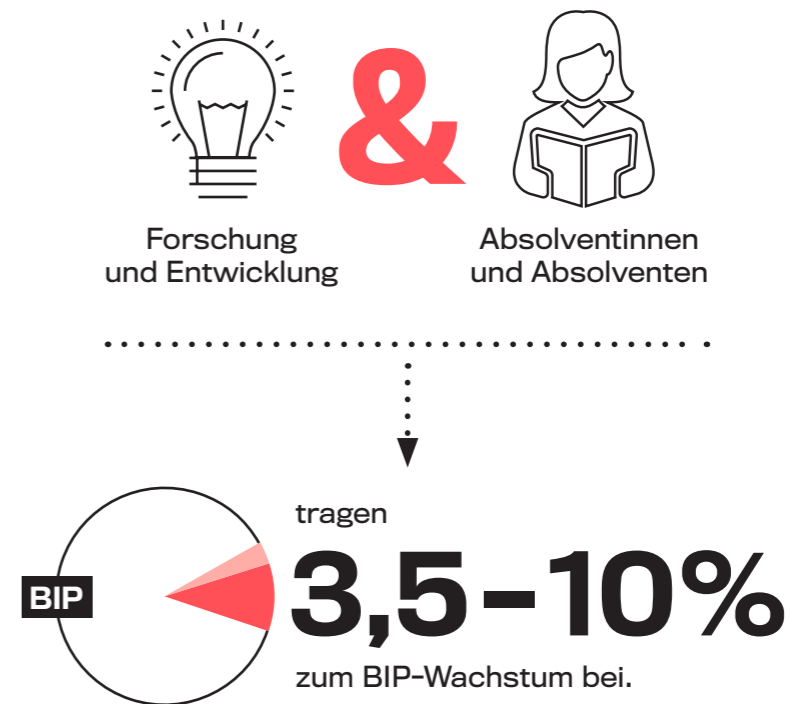 &
Forschung
und Entwicklung
Absolventinnen
und Absolventen
BIP
tragen
3,5–10%
zum BIP-Wachstum bei.